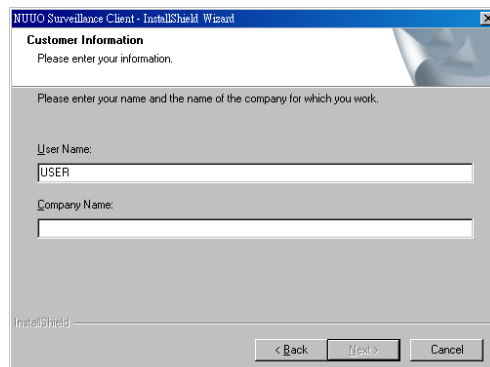 NUUO Surveillance Client - InstallShield Wizard
Customer Information
Please enter your information.
Please enter your name and the name of the company for which you work.
User Name:
USER
Company Name:
InstallShield
< Back
Next >
Cancel